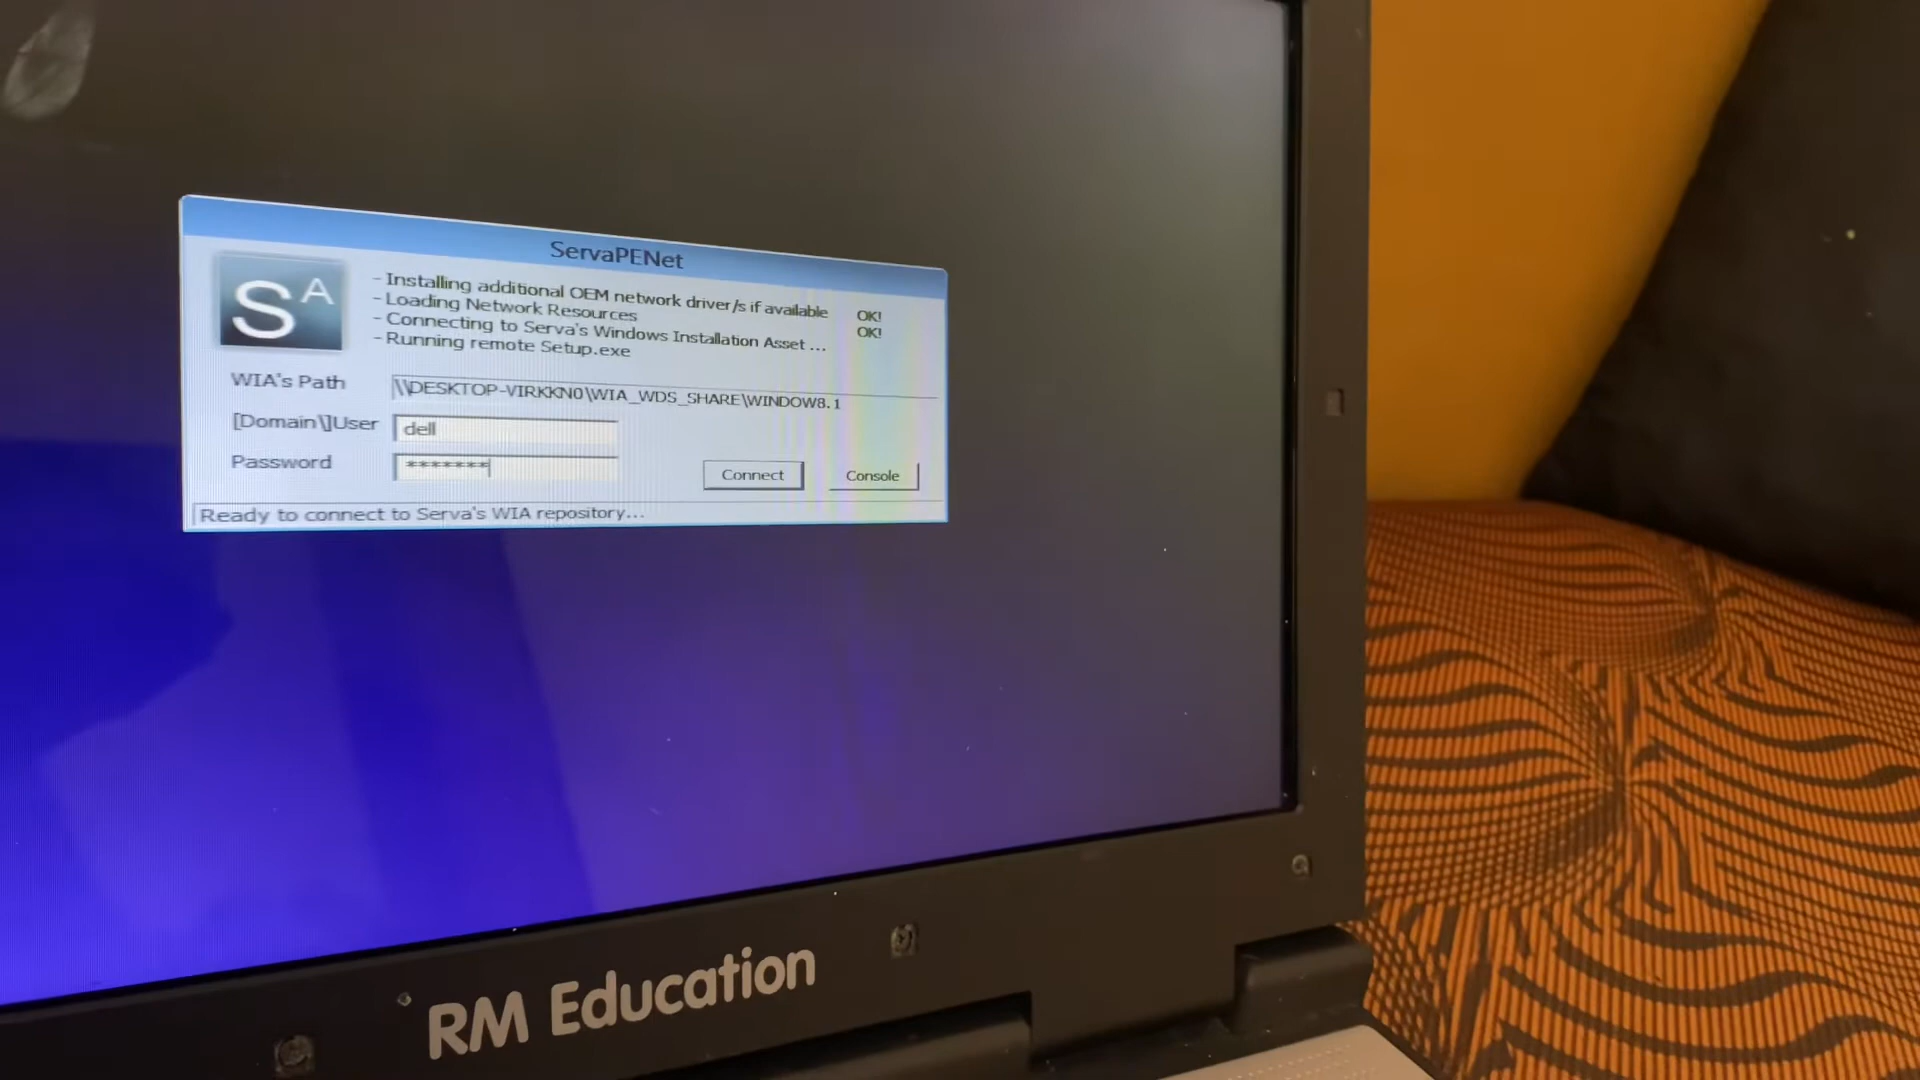 ServaPENet
SA
- Installing additional OEM network driver/s if available OK!
- Loading Network Resources OK!
- Connecting to Serva's Windows Installation Asset ...
- Running remote Setup.exe
WIA's Path \\DESKTOP-VIRKKN0\WIA_WDS_SHARE\WINDOW8.1
[Domain\]User dell
Password *******
Connect Console
Ready to connect to Serva's WIA repository...
RM Education